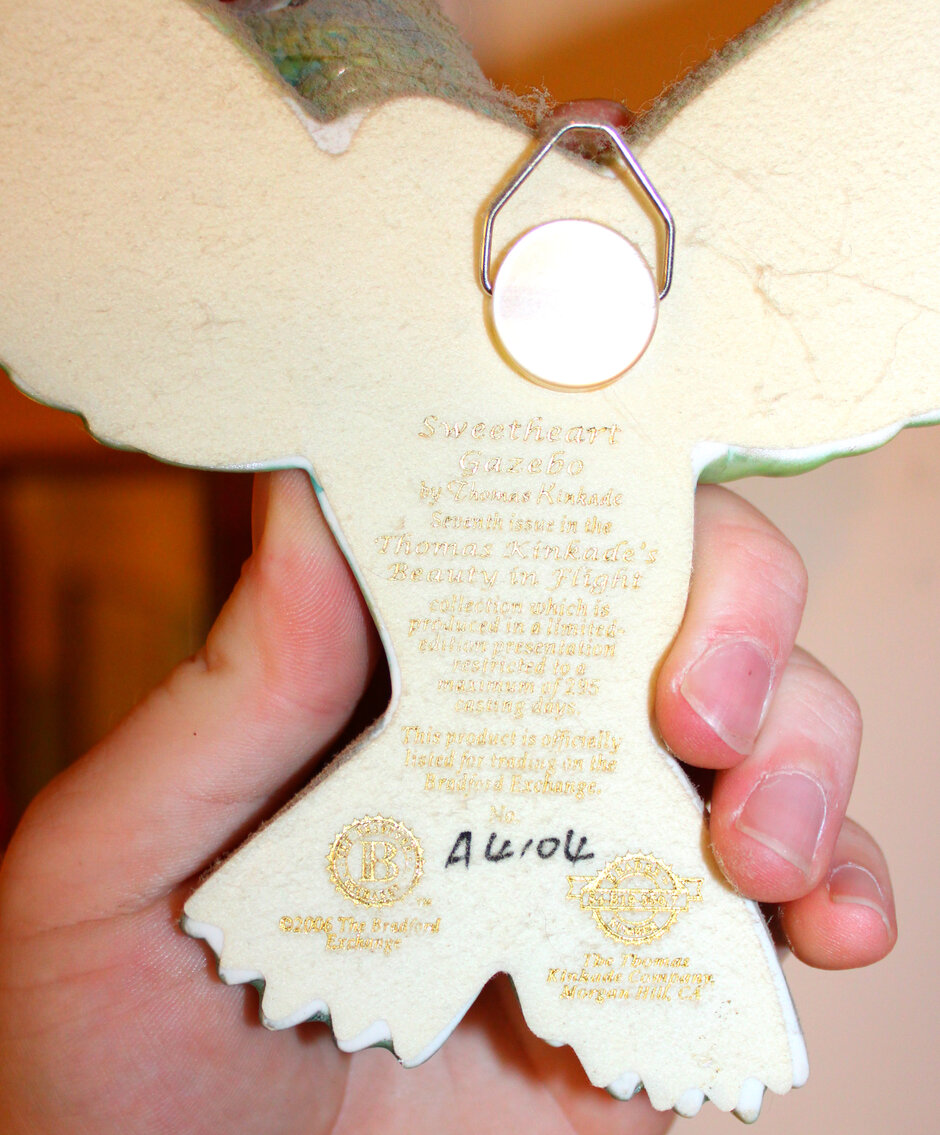 Sweetheart
Gazebo
by Thomas Kinkade
Seventh issue in the
Thomas Kinkade's
Beauty in Flight
collection which is
produced in a limited-
edition presentation
restricted to a
maximum of 295
casting days.
This product is officially
listed for trading on the
Bradford Exchange.
No.
A4104
B
TM
©2006 The Bradford
Exchange
The Thomas
Kinkade Company,
Morgan Hill, CA